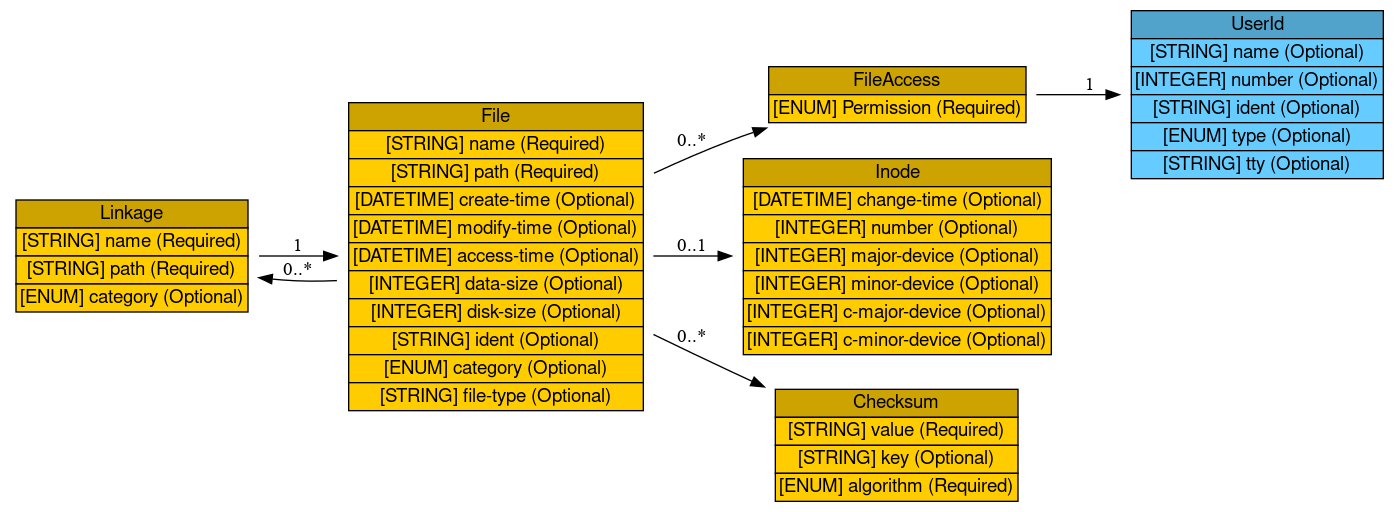 Linkage
[STRING] name (Required)
[STRING] path (Required)
[ENUM] category (Optional)
1
0..*
File
[STRING] name (Required)
[STRING] path (Required)
[DATETIME] create-time (Optional)
[DATETIME] modify-time (Optional)
[DATETIME] access-time (Optional)
[INTEGER] data-size (Optional)
[INTEGER] disk-size (Optional)
[STRING] ident (Optional)
[ENUM] category (Optional)
[STRING] file-type (Optional)
0..*
0..1
0..*
FileAccess
[ENUM] Permission (Required)
1
Inode
[DATETIME] change-time (Optional)
[INTEGER] number (Optional)
[INTEGER] major-device (Optional)
[INTEGER] minor-device (Optional)
[INTEGER] c-major-device (Optional)
[INTEGER] c-minor-device (Optional)
Checksum
[STRING] value (Required)
[STRING] key (Optional)
[ENUM] algorithm (Required)
UserId
[STRING] name (Optional)
[INTEGER] number (Optional)
[STRING] ident (Optional)
[ENUM] type (Optional)
[STRING] tty (Optional)